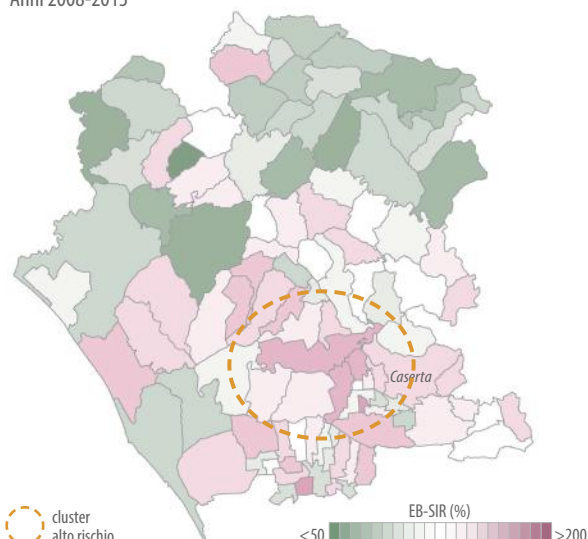 Anni 2008-2015
Caserta
cluster
alto rischio
EB-SIR (%)
<50 >200